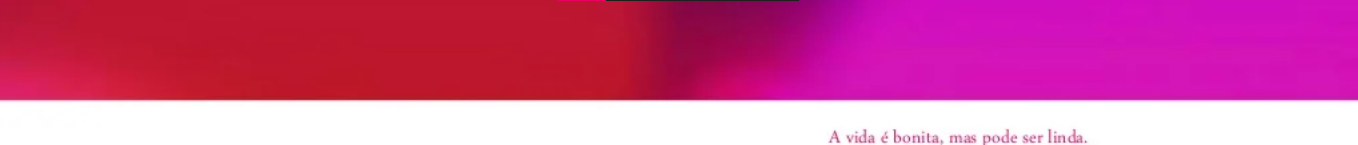 A vida é bonita, mas pode ser linda.